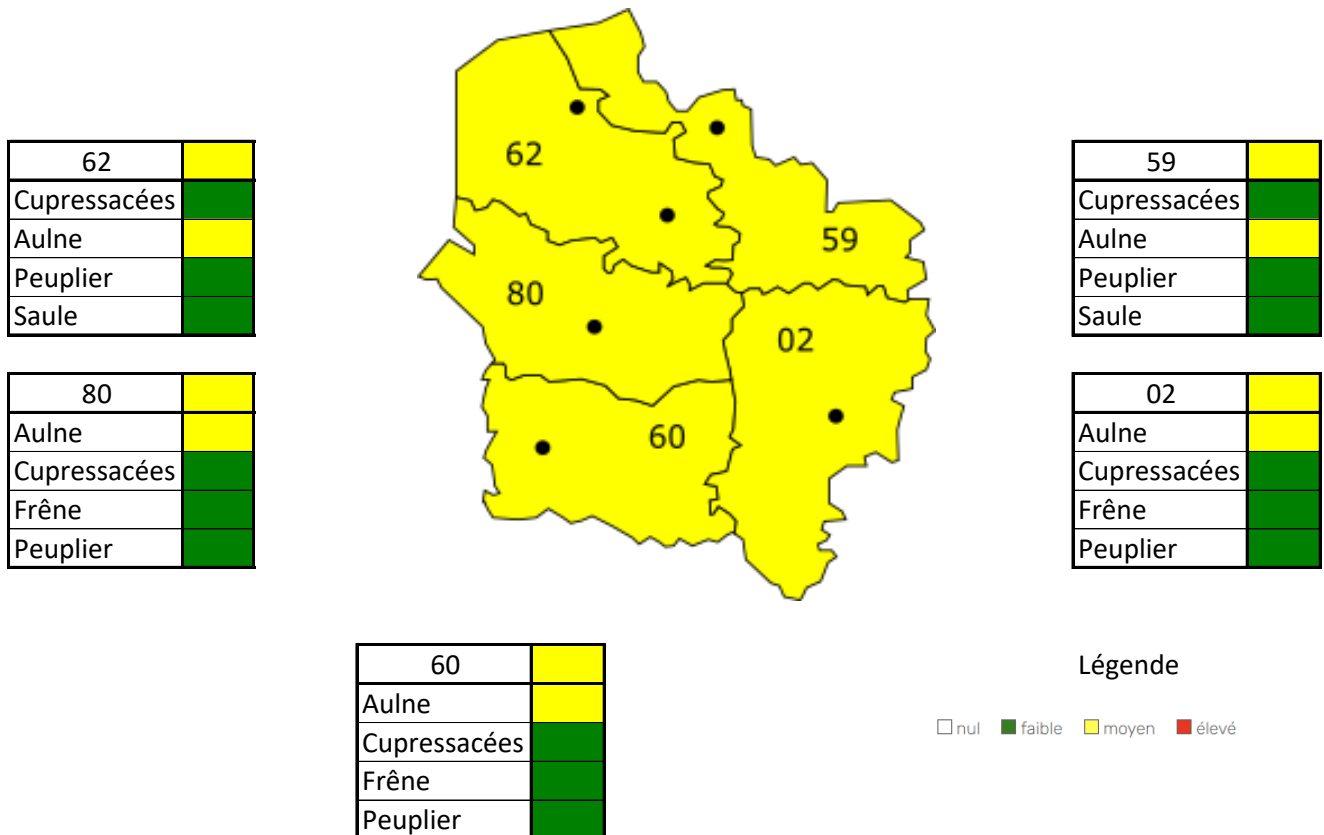 62
Cupressacées
Aulne
Peuplier
Saule
80
Aulne
Cupressacées
Frêne
Peuplier
62
59
80
02
60
59
Cupressacées
Aulne
Peuplier
Saule
02
Aulne
Cupressacées
Frêne
Peuplier
60
Aulne
Cupressacées
Frêne
Peuplier
Légende
nul faible moyen élevé